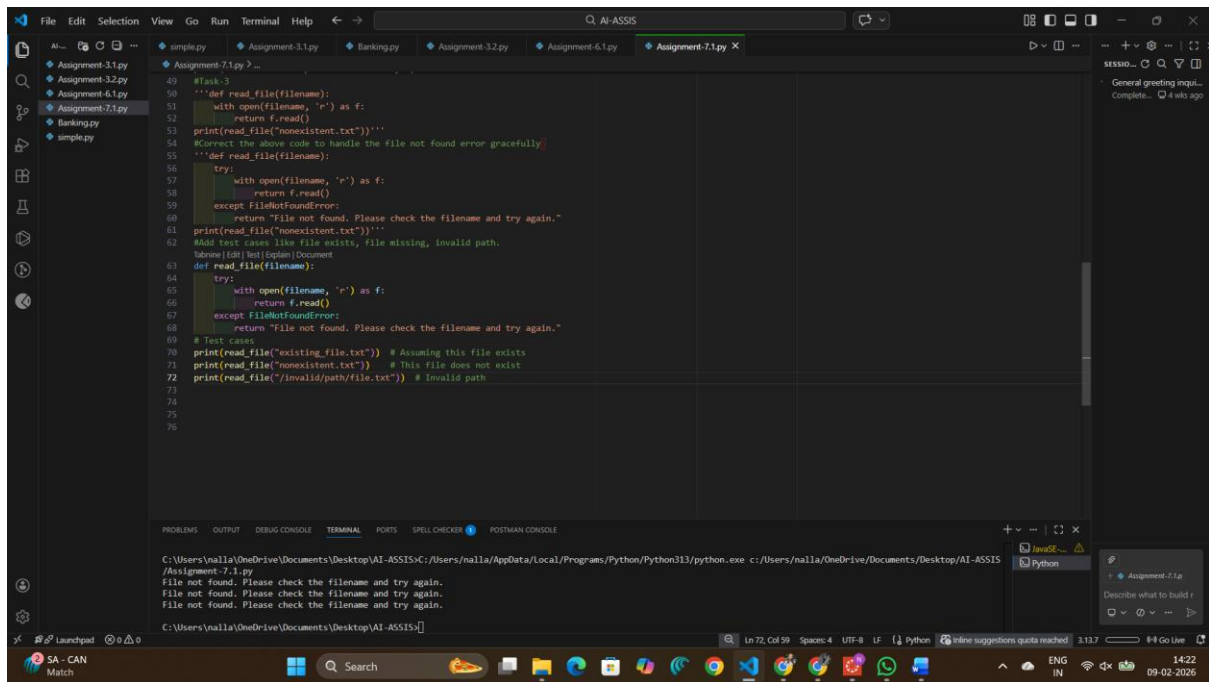 File Edit Selection View Go Run Terminal Help
AI-ASSIS
AI-...
simple.py Assignment-3.1.py Banking.py Assignment-3.2.py Assignment-6.1.py Assignment-7.1.py
Assignment-3.1.py
Assignment-3.2.py
Assignment-6.1.py
Assignment-7.1.py
Banking.py
simple.py
Assignment-7.1.py > ...
49 #Task-3
50 '''def read_file(filename):
51     with open(filename, 'r') as f:
52         return f.read()
53 print(read_file("nonexistent.txt"))'''
54 #Correct the above code to handle the file not found error gracefully
55 '''def read_file(filename):
56     try:
57         with open(filename, 'r') as f:
58             return f.read()
59     except FileNotFoundError:
60         return "File not found. Please check the filename and try again."
61 print(read_file("nonexistent.txt"))'''
62 #Add test cases like file exists, file missing, invalid path.
Tabnine | Edit | Test | Explain | Document
63 def read_file(filename):
64     try:
65         with open(filename, 'r') as f:
66             return f.read()
67     except FileNotFoundError:
68         return "File not found. Please check the filename and try again."
69 # Test cases
70 print(read_file("existing_file.txt")) # Assuming this file exists
71 print(read_file("nonexistent.txt")) # This file does not exist
72 print(read_file("/invalid/path/file.txt")) # Invalid path
73
74
75
76
SESSIO...
General greeting inqui...
Complete... 4 wks ago
PROBLEMS OUTPUT DEBUG CONSOLE TERMINAL PORTS SPELL CHECKER 1 POSTMAN CONSOLE
C:\Users\nalla\OneDrive\Documents\Desktop\AI-ASSIS>C:/Users/nalla/AppData/Local/Programs/Python/Python313/python.exe c:/Users/nalla/OneDrive/Documents/Desktop/AI-ASSIS
/Assignment-7.1.py
File not found. Please check the filename and try again.
File not found. Please check the filename and try again.
File not found. Please check the filename and try again.
C:\Users\nalla\OneDrive\Documents\Desktop\AI-ASSIS>
JavaSE-...
Python
+ Assignment-7.1.p
Describe what to build r
Launchpad 0 0
Ln 72, Col 59 Spaces: 4 UTF-8 LF Python Inline suggestions quota reached 3.13.7 Go Live
2
SA - CAN
Match
Search
ENG
IN
14:22
09-02-2026